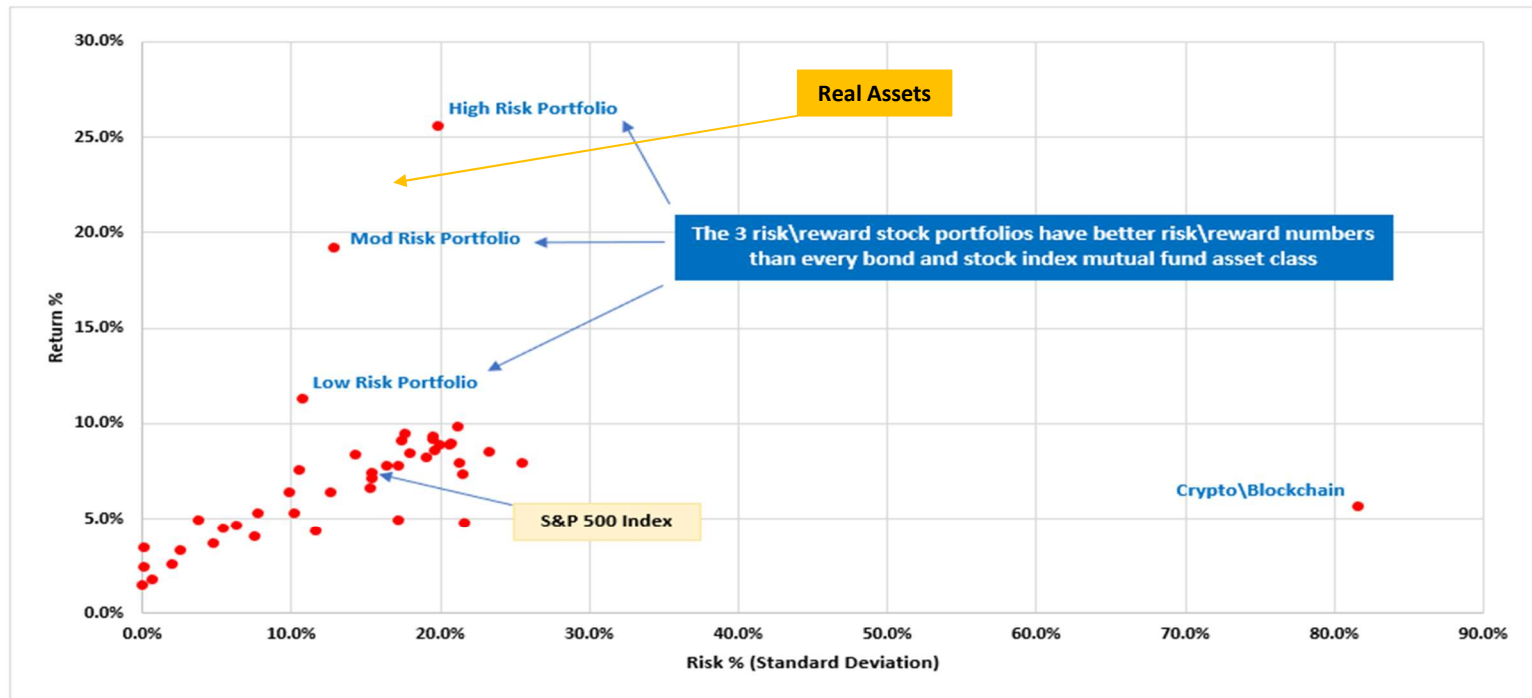 30.0%
25.0%
20.0%
15.0%
10.0%
5.0%
0.0%
Return %
High Risk Portfolio
Real Assets
Mod Risk Portfolio
The 3 risk\reward stock portfolios have better risk\reward numbers
than every bond and stock index mutual fund asset class
Low Risk Portfolio
S&P 500 Index
Crypto\Blockchain
0.0% 10.0% 20.0% 30.0% 40.0% 50.0% 60.0% 70.0% 80.0% 90.0%
Risk % (Standard Deviation)